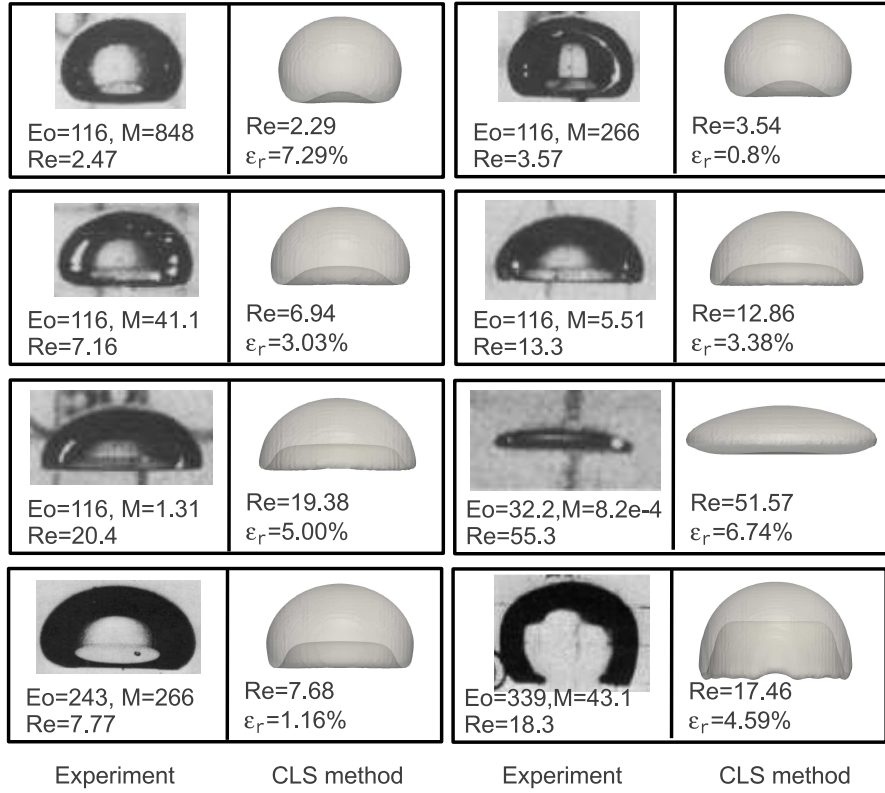 Eo=116, M=848
Re=2.47
Re=2.29
εr=7.29%
Eo=116, M=266
Re=3.57
Re=3.54
εr=0.8%
Eo=116, M=41.1
Re=7.16
Re=6.94
εr=3.03%
Eo=116, M=5.51
Re=13.3
Re=12.86
εr=3.38%
Eo=116, M=1.31
Re=20.4
Re=19.38
εr=5.00%
Eo=32.2,M=8.2e-4
Re=55.3
Re=51.57
εr=6.74%
Eo=243, M=266
Re=7.77
Re=7.68
εr=1.16%
Eo=339,M=43.1
Re=18.3
Re=17.46
εr=4.59%
Experiment
CLS method
Experiment
CLS method